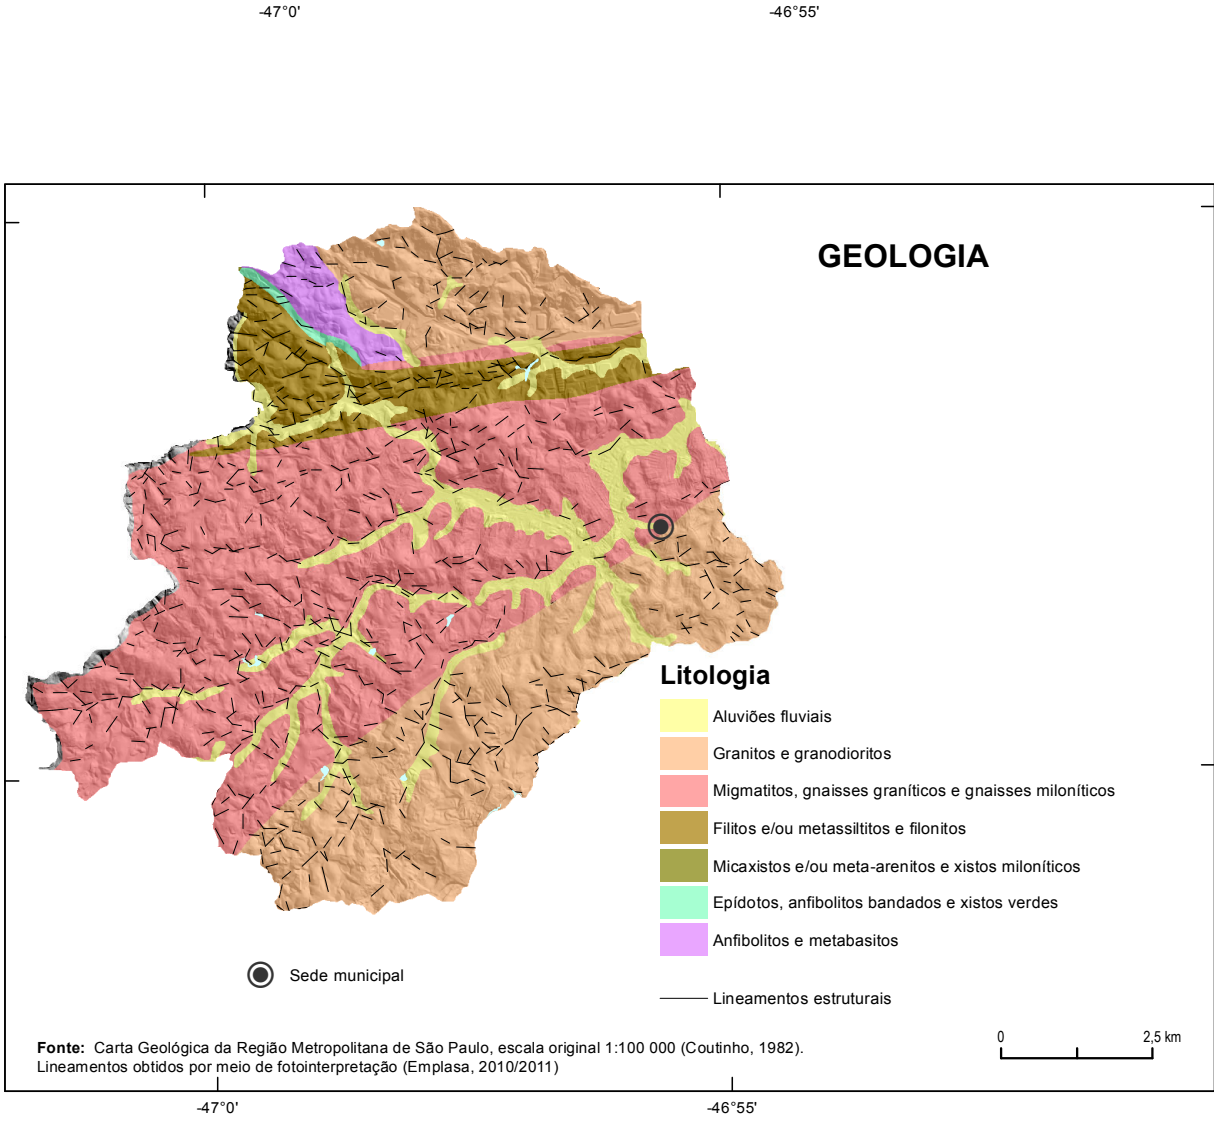 -47°0'
-46°55'
GEOLOGIA
Litologia
Aluviões fluviais
Granitos e granodioritos
Migmatitos, gnaisses graníticos e gnaisses miloníticos
Filitos e/ou metassiltitos e filonitos
Micaxistos e/ou meta-arenitos e xistos miloníticos
Epídotos, anfibolitos bandados e xistos verdes
Anfibolitos e metabasitos
Sede municipal
Lineamentos estruturais
0
2,5 km
Fonte: Carta Geológica da Região Metropolitana de São Paulo, escala original 1:100 000 (Coutinho, 1982).
Lineamentos obtidos por meio de fotointerpretação (Emplasa, 2010/2011)
-47°0'
-46°55'